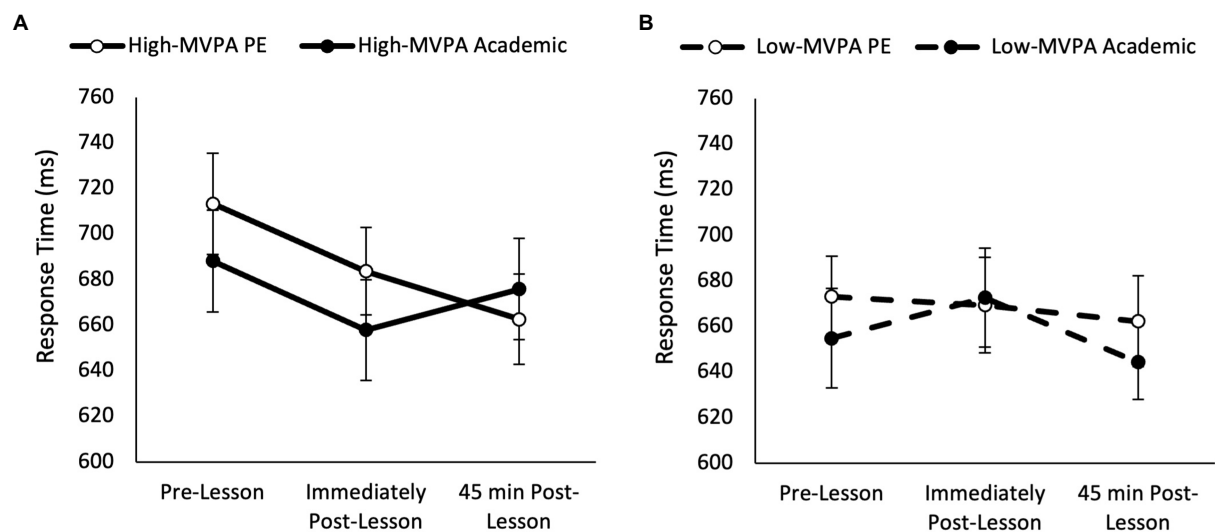 A
High-MVPA PE High-MVPA Academic
760
740
720
700
680
660
640
620
600
Response Time (ms)
Pre-Lesson
Immediately
Post-Lesson
45 min Post-
Lesson
B
Low-MVPA PE Low-MVPA Academic
760
740
720
700
680
660
640
620
600
Response Time (ms)
Pre-Lesson
Immediately
Post-Lesson
45 min Post-
Lesson